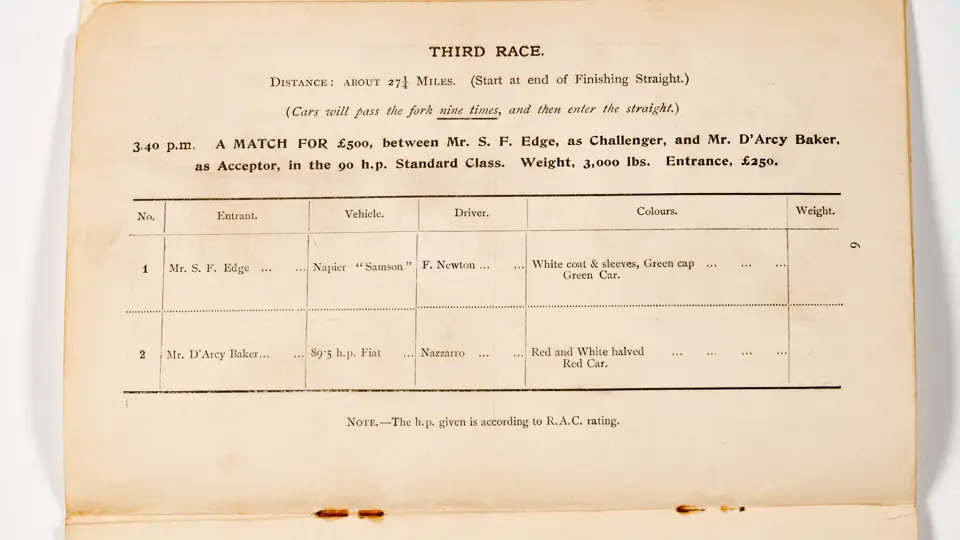 THIRD RACE.
DISTANCE: ABOUT 27¼ MILES. (Start at end of Finishing Straight.)
(Cars will pass the fork nine times, and then enter the straight.)
3.40 p.m. A MATCH FOR £500, between Mr. S. F. Edge, as Challenger, and Mr. D'Arcy Baker,
as Acceptor, in the 90 h.p. Standard Class. Weight, 3,000 lbs. Entrance, £250.
No. Entrant. Vehicle. Driver. Colours. Weight.
1 Mr. S. F. Edge ... ... Napier "Samson" F. Newton ... ... White coat & sleeves, Green cap ... ... ...
Green Car.
2 Mr. D'Arcy Baker... ... 89·5 h.p. Fiat ... Nazzarro ... ... Red and White halved ... ... ... ...
Red Car.
9
NOTE.—The h.p. given is according to R.A.C. rating.